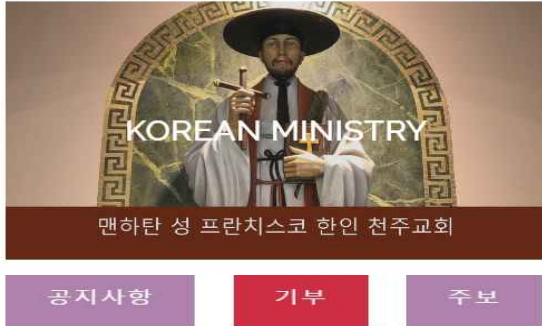 KOREAN MINISTRY
맨하탄 성 프란치스코 한인 천주교회
공지사항
기부
주보